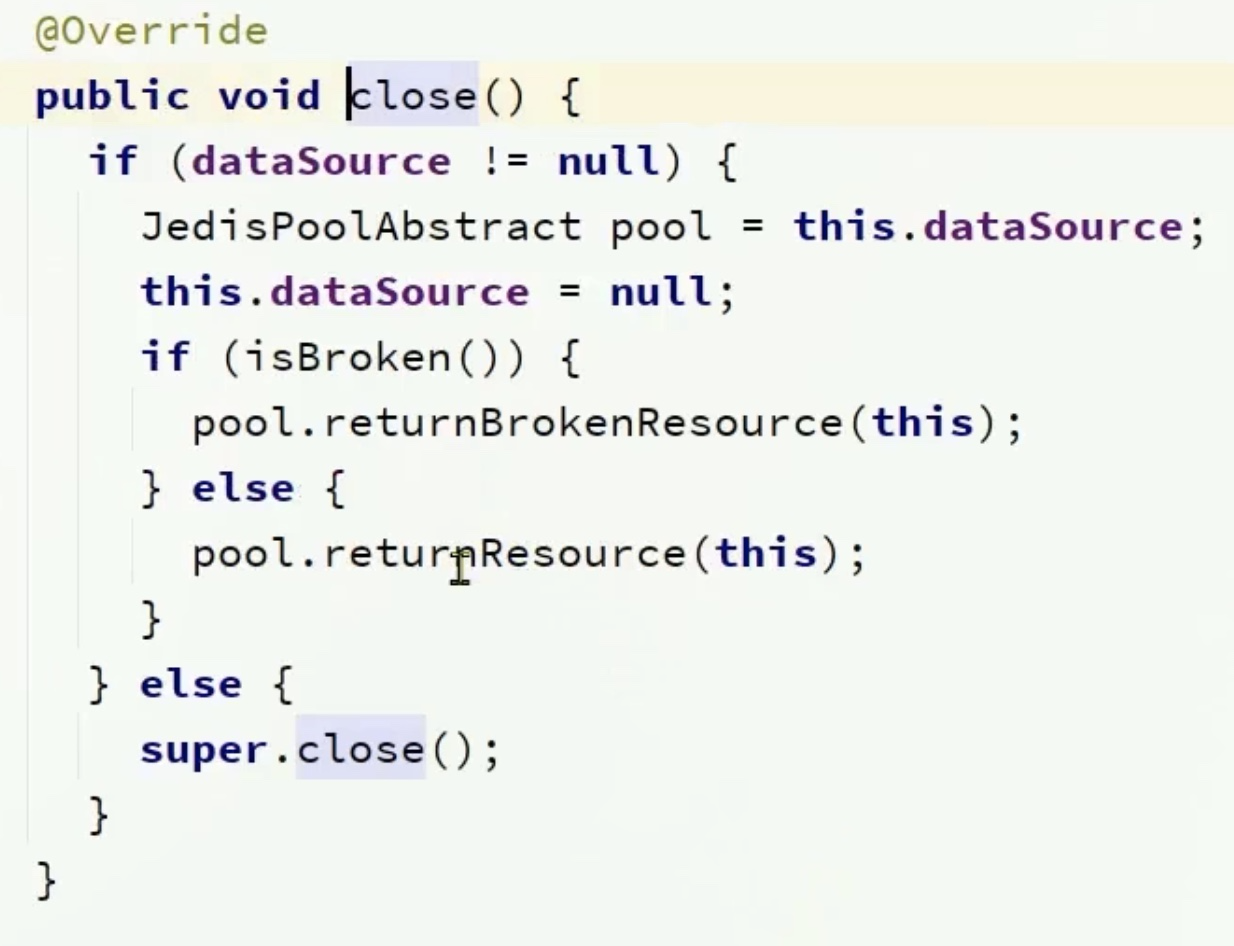 @Override
public void close() {
  if (dataSource != null) {
    JedisPoolAbstract pool = this.dataSource;
    this.dataSource = null;
    if (isBroken()) {
      pool.returnBrokenResource(this);
    } else {
      pool.returnResource(this);
    }
  } else {
    super.close();
  }
}